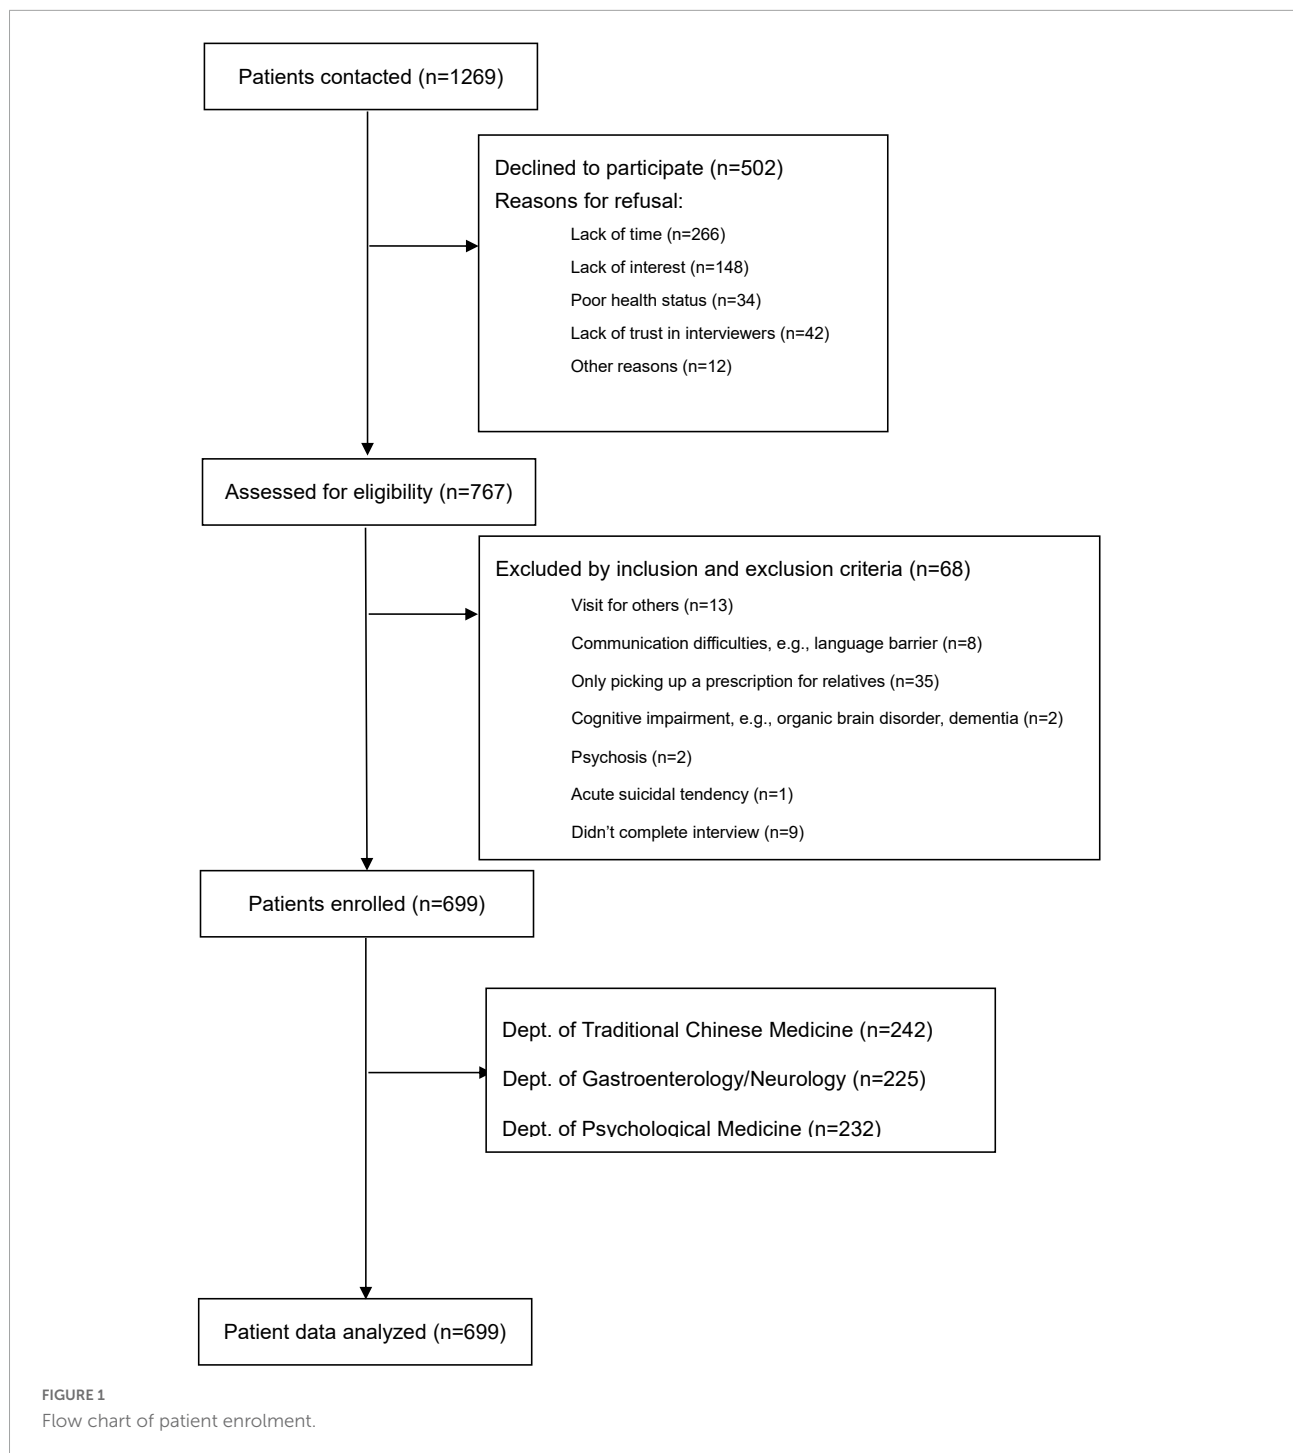 Patients contacted (n=1269)
Declined to participate (n=502)
Reasons for refusal:
Lack of time (n=266)
Lack of interest (n=148)
Poor health status (n=34)
Lack of trust in interviewers (n=42)
Other reasons (n=12)
Assessed for eligibility (n=767)
Excluded by inclusion and exclusion criteria (n=68)
Visit for others (n=13)
Communication difficulties, e.g., language barrier (n=8)
Only picking up a prescription for relatives (n=35)
Cognitive impairment, e.g., organic brain disorder, dementia (n=2)
Psychosis (n=2)
Acute suicidal tendency (n=1)
Didn’t complete interview (n=9)
Patients enrolled (n=699)
Dept. of Traditional Chinese Medicine (n=242)
Dept. of Gastroenterology/Neurology (n=225)
Dept. of Psychological Medicine (n=232)
Patient data analyzed (n=699)
FIGURE 1
Flow chart of patient enrolment.